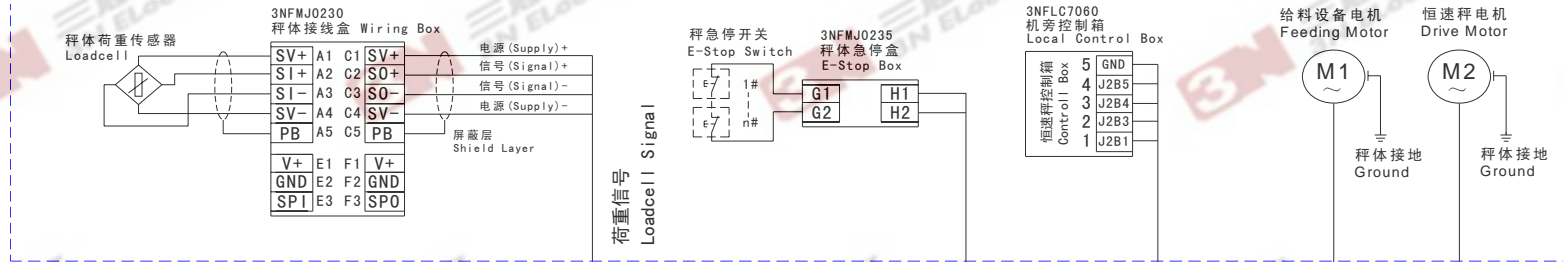 秤体荷重传感器
Loadcell
3NFMJ0230
秤体接线盒 Wiring Box
SV+ A1 C1 SV+
SI+ A2 C2 SO+
SI- A3 C3 SO-
SV- A4 C4 SV-
PB A5 C5 PB
V+ E1 F1 V+
GND E2 F2 GND
SPI E3 F3 SPO
电源(Supply)+
信号(Signal)+
信号(Signal)-
电源(Supply)-
屏蔽层
Shield Layer
荷重信号
Loadcell Signal
秤急停开关
E-Stop Switch
E 1#
E n#
3NFMJ0235
秤体急停盒
E-Stop Box
G1 H1
G2 H2
3NFLC7060
机旁控制箱
Local Control Box
恒速秤控制箱
Controll Box
5 GND
4 J2B5
3 J2B4
2 J2B3
1 J2B1
给料设备电机
Feeding Motor
M1
~
秤体接地
Ground
恒速秤电机
Drive Motor
M2
~
秤体接地
Ground